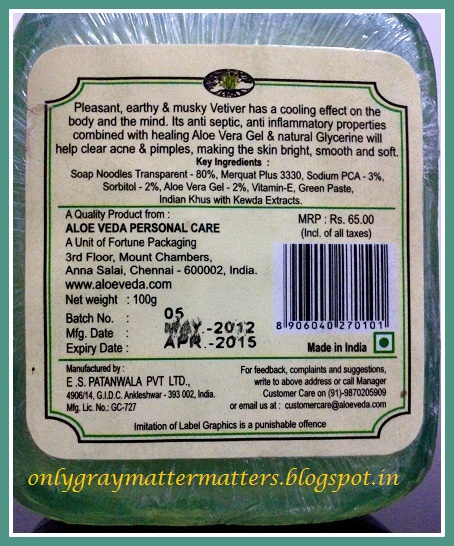 Pleasant, earthy & musky Vetiver has a cooling effect on the
body and the mind. Its anti septic, anti inflammatory properties
combined with healing Aloe Vera Gel & natural Glycerine will
help clear acne & pimples, making the skin bright, smooth and soft.
Key Ingredients :
Soap Noodles Transparent - 80%, Merquat Plus 3330, Sodium PCA - 3%,
Sorbitol - 2%, Aloe Vera Gel - 2%, Vitamin-E, Green Paste,
Indian Khus with Kewda Extracts.
A Quality Product from :
ALOE VEDA PERSONAL CARE
A Unit of Fortune Packaging
3rd Floor, Mount Chambers,
Anna Salai, Chennai - 600002, India.
www.aloeveda.com
Net weight : 100g
Batch No. : 05
Mfg. Date : MAY.-2012
Expiry Date : APR.-2015
MRP : Rs. 65.00
(Incl. of all taxes)
8 906040 270101
Made in India
Manufactured by :
E .S. PATANWALA PVT LTD.,
4906/14, G.I.D.C. Ankleshwar - 393 002, India.
Mfg. Lic. No.: GC-727
For feedback, complaints and suggestions,
write to above address or call Manager
Customer Care on (91)-9870205909
or email us at : customercare@aloeveda.com
Imitation of Label Graphics is a punishable offence
onlygraymattermatters.blogspot.in